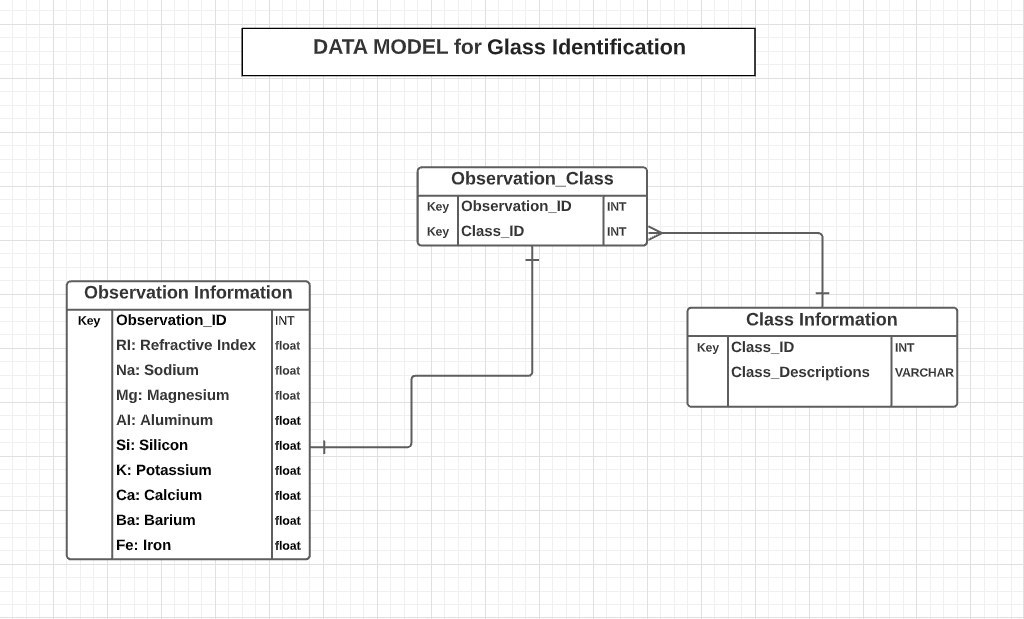 DATA MODEL for Glass Identification
Observation_Class
Key Observation_ID INT
Key Class_ID INT
Observation Information
Key Observation_ID INT
RI: Refractive Index float
Na: Sodium float
Mg: Magnesium float
Al: Aluminum float
Si: Silicon float
K: Potassium float
Ca: Calcium float
Ba: Barium float
Fe: Iron float
Class Information
Key Class_ID INT
Class_Descriptions VARCHAR